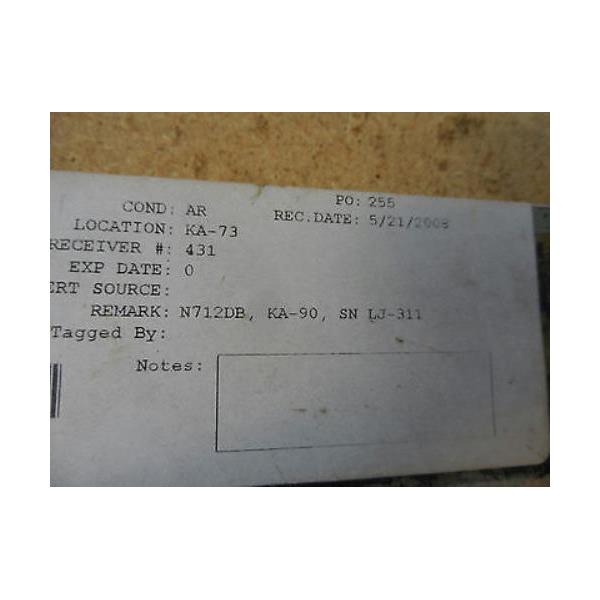 COND: AR PO: 255
LOCATION: KA-73 REC.DATE: 5/21/2008
RECEIVER #: 431
EXP DATE: 0
CRT SOURCE:
REMARK: N712DB, KA-90, SN LJ-311
Tagged By:
Notes: